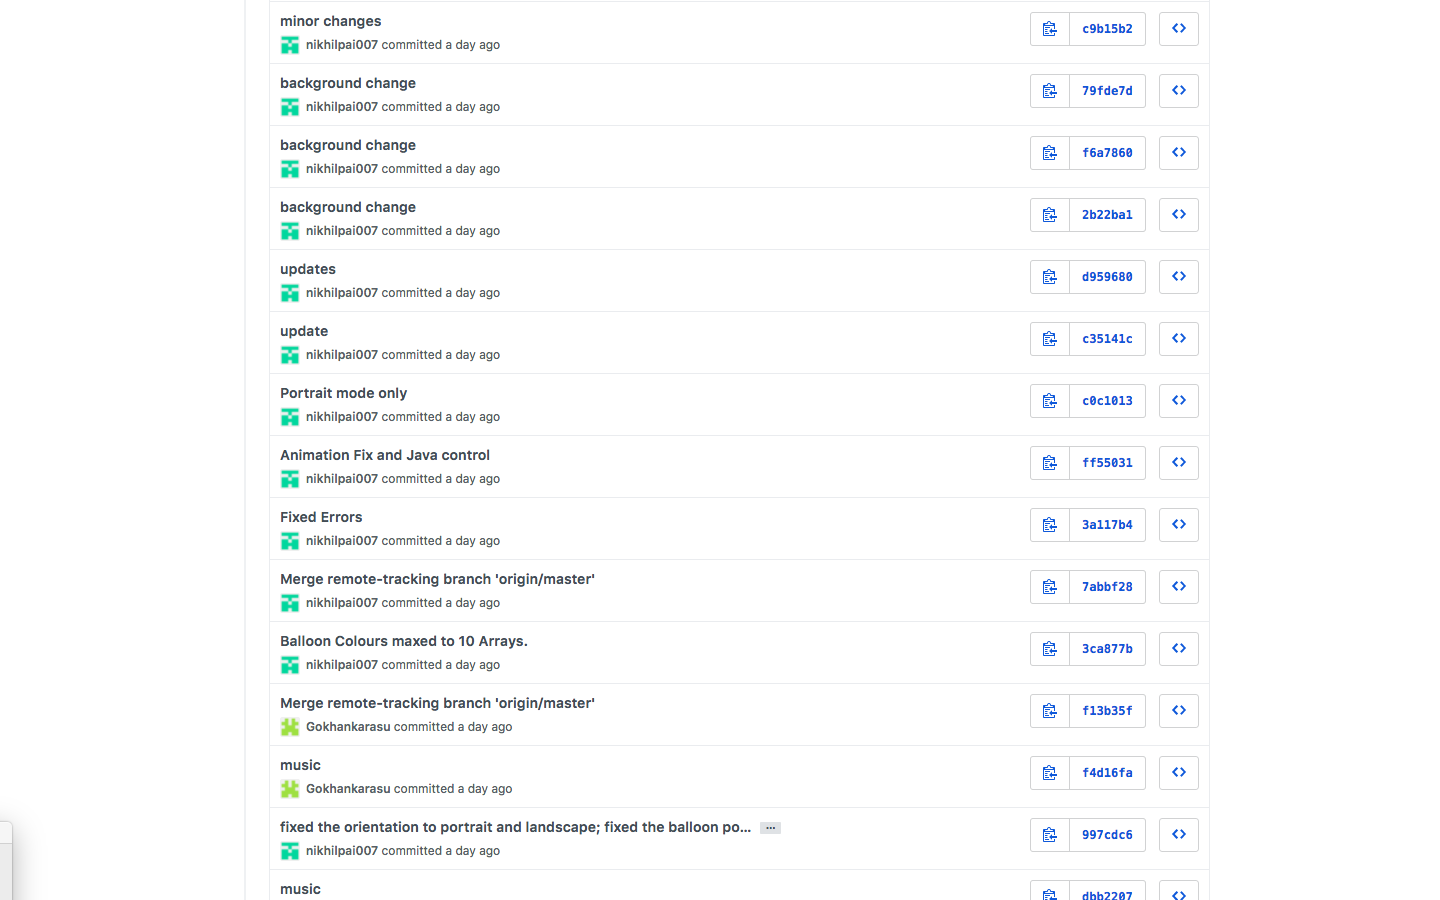 minor changes
c9b15b2
nikhilpai007 committed a day ago
background change
79fde7d
nikhilpai007 committed a day ago
background change
f6a7860
nikhilpai007 committed a day ago
background change
2b22ba1
nikhilpai007 committed a day ago
updates
d959680
nikhilpai007 committed a day ago
update
c35141c
nikhilpai007 committed a day ago
Portrait mode only
c0c1013
nikhilpai007 committed a day ago
Animation Fix and Java control
ff55031
nikhilpai007 committed a day ago
Fixed Errors
3a117b4
nikhilpai007 committed a day ago
Merge remote-tracking branch 'origin/master'
7abbf28
nikhilpai007 committed a day ago
Balloon Colours maxed to 10 Arrays.
3ca877b
nikhilpai007 committed a day ago
Merge remote-tracking branch 'origin/master'
f13b35f
Gokhankarasu committed a day ago
music
f4d16fa
Gokhankarasu committed a day ago
fixed the orientation to portrait and landscape; fixed the balloon po... …
997cdc6
nikhilpai007 committed a day ago
music
dbb2207